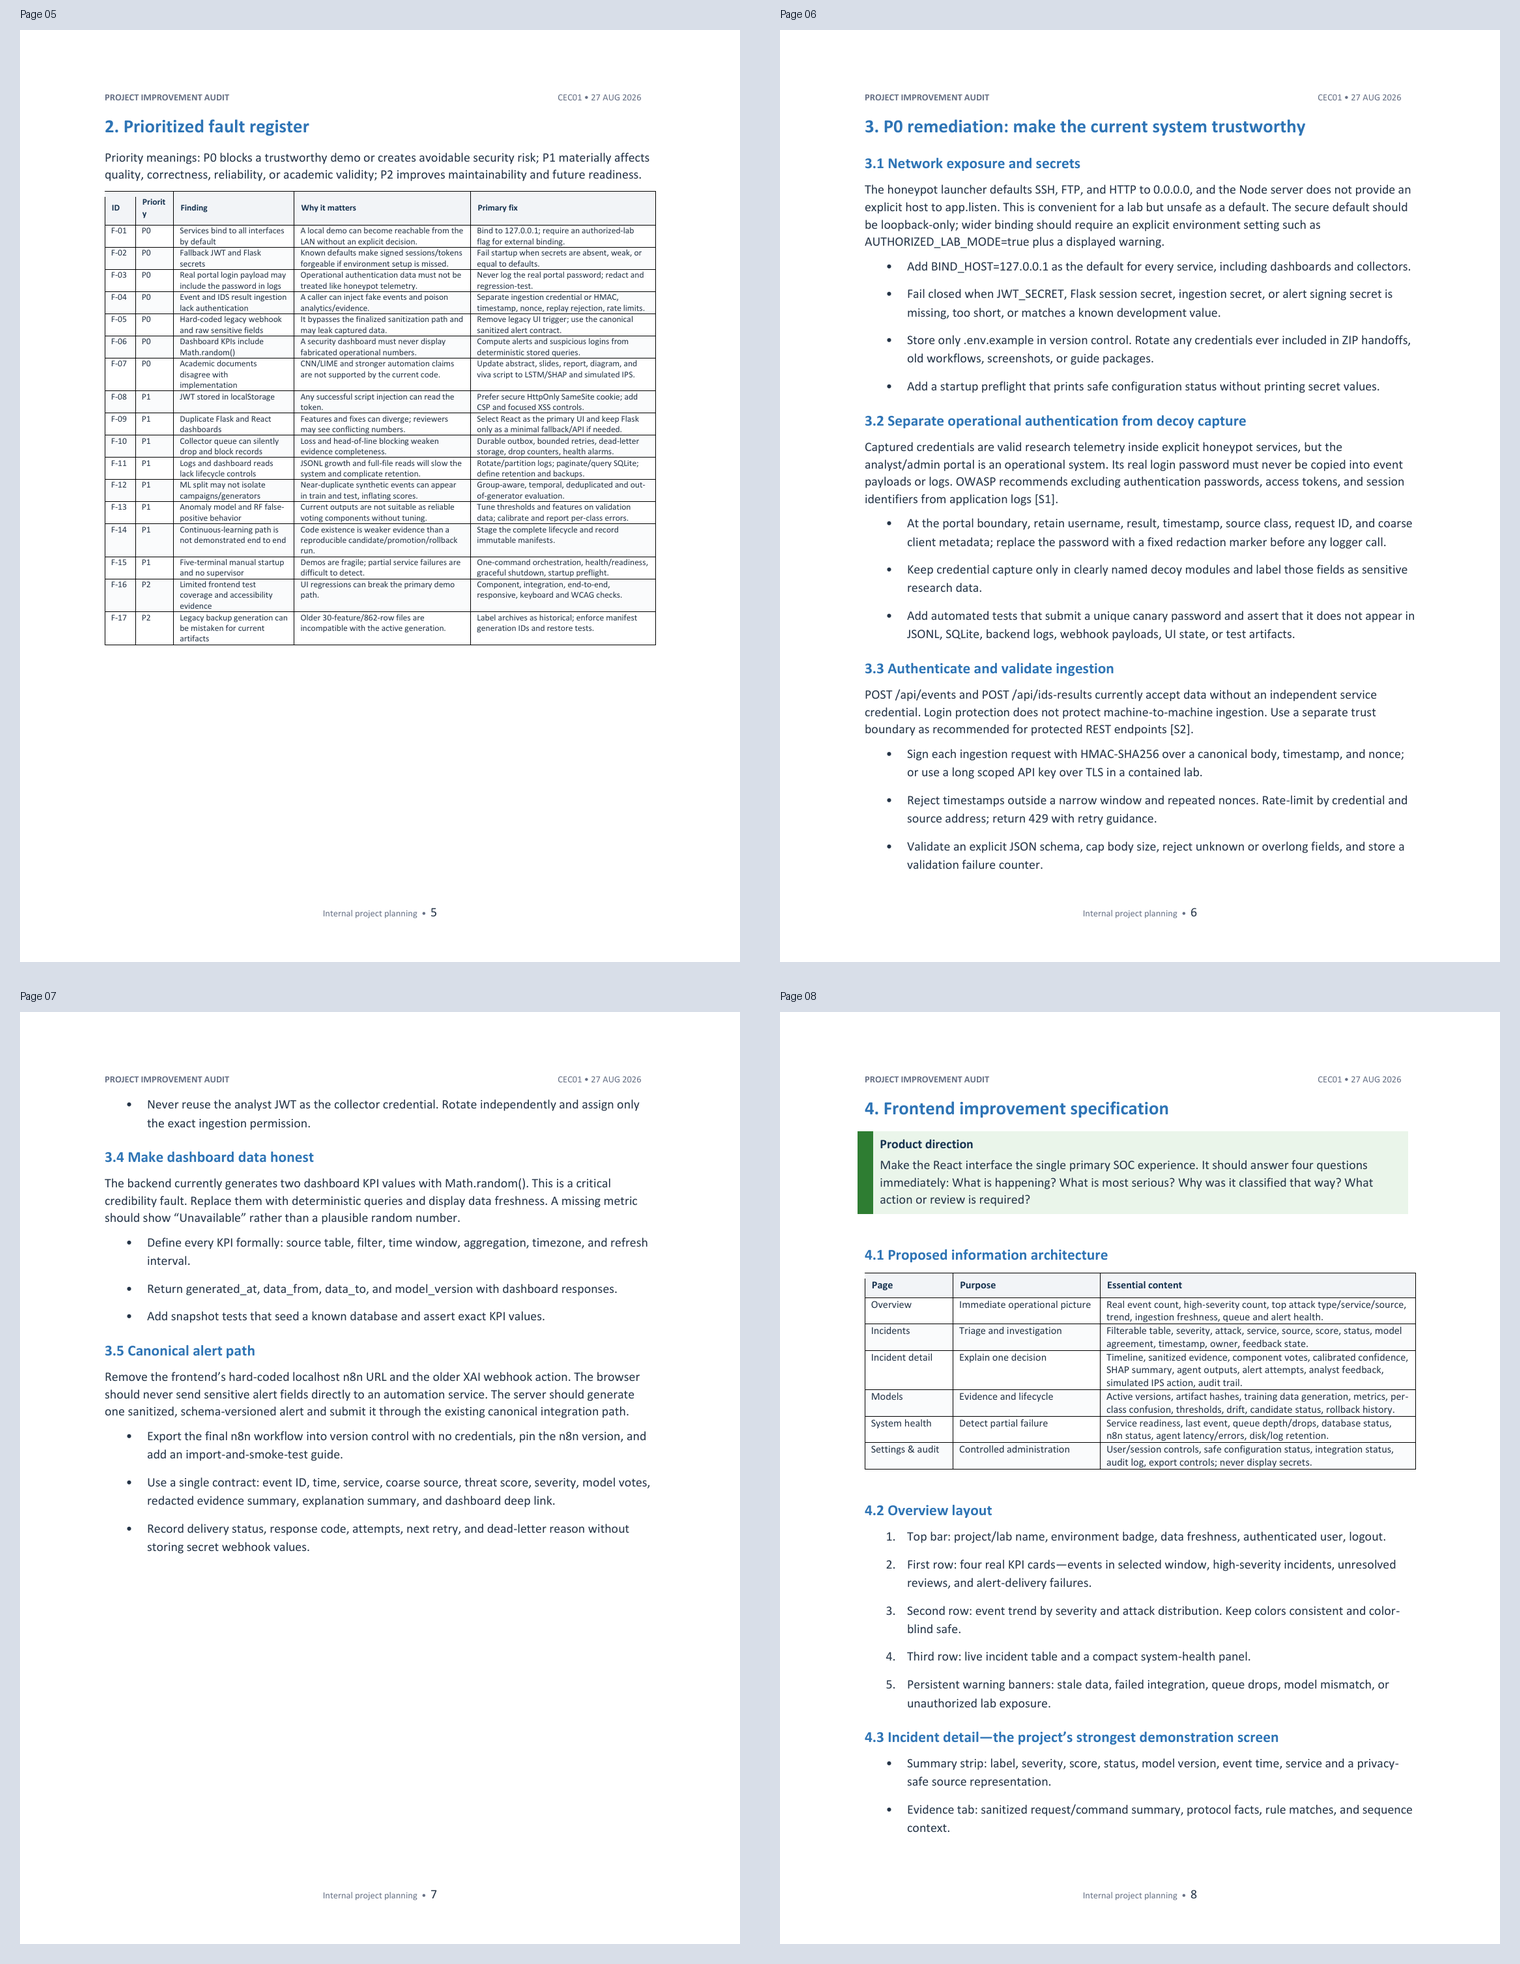 Page 05
PROJECT IMPROVEMENT AUDIT
CEC01 • 27 AUG 2026
2. Prioritized fault register
Priority meanings: P0 blocks a trustworthy demo or creates avoidable security risk; P1 materially affects
quality, correctness, reliability, or academic validity; P2 improves maintainability and future readiness.
ID Priorit
y Finding Why it matters Primary fix
F-01 P0 Services bind to all interfaces A local demo can become reachable from the Bind to 127.0.0.1; require an authorized-lab
by default LAN without an explicit decision. flag for external binding.
F-02 P0 Fallback JWT and Flask Known defaults make signed sessions/tokens Fail startup when secrets are absent, weak, or
secrets forgeable if environment setup is missed. equal to defaults.
F-03 P0 Real portal login payload may Operational authentication data must not be Never log the real portal password; redact and
include the password in logs treated like honeypot telemetry. regression-test.
F-04 P0 Event and IDS result ingestion A caller can inject fake events and poison Separate ingestion credential or HMAC,
lack authentication analytics/evidence. timestamp, nonce, replay rejection, rate limits.
F-05 P0 Hard-coded legacy webhook It bypasses the finalized sanitization path and Remove legacy UI trigger; use the canonical
and raw sensitive fields may leak captured data. sanitized alert contract.
F-06 P0 Dashboard KPIs include A security dashboard must never display Compute alerts and suspicious logins from
Math.random() fabricated operational numbers. deterministic stored queries.
F-07 P0 Academic documents CNN/LIME and stronger automation claims Update abstract, slides, report, diagram, and
disagree with are not supported by the current code. viva script to LSTM/SHAP and simulated IPS.
implementation
F-08 P1 JWT stored in localStorage Any successful script injection can read the Prefer secure HttpOnly SameSite cookie; add
token. CSP and focused XSS controls.
F-09 P1 Duplicate Flask and React Features and fixes can diverge; reviewers Select React as the primary UI and keep Flask
dashboards may see conflicting numbers. only as a minimal fallback/API if needed.
F-10 P1 Collector queue can silently Loss and head-of-line blocking weaken Durable outbox, bounded retries, dead-letter
drop and block records evidence completeness. storage, drop counters, health alarms.
F-11 P1 Logs and dashboard reads JSONL growth and full-file reads will slow the Rotate/partition logs; paginate/query SQLite;
lack lifecycle controls system and complicate retention. define retention and backups.
F-12 P1 ML split may not isolate Near-duplicate synthetic events can appear Group-aware, temporal, deduplicated and out-
campaigns/generators in train and test, inflating scores. of-generator evaluation.
F-13 P1 Anomaly model and RF false- Current outputs are not suitable as reliable Tune thresholds and features on validation
positive behavior voting components without tuning. data; calibrate and report per-class errors.
F-14 P1 Continuous-learning path is Code existence is weaker evidence than a Stage the complete lifecycle and record
not demonstrated end to end reproducible candidate/promotion/rollback immutable manifests.
run.
F-15 P1 Five-terminal manual startup Demos are fragile; partial service failures are One-command orchestration, health/readiness,
and no supervisor difficult to detect. graceful shutdown, startup preflight.
F-16 P2 Limited frontend test UI regressions can break the primary demo Component, integration, end-to-end,
coverage and accessibility path. responsive, keyboard and WCAG checks.
evidence
F-17 P2 Legacy backup generation can Older 30-feature/862-row files are Label archives as historical; enforce manifest
be mistaken for current incompatible with the active generation. generation IDs and restore tests.
artifacts
Internal project planning • 5
Page 06
PROJECT IMPROVEMENT AUDIT
CEC01 • 27 AUG 2026
3. P0 remediation: make the current system trustworthy
3.1 Network exposure and secrets
The honeypot launcher defaults SSH, FTP, and HTTP to 0.0.0.0, and the Node server does not provide an
explicit host to app.listen. This is convenient for a lab but unsafe as a default. The secure default should
be loopback-only; wider binding should require an explicit environment setting such as
AUTHORIZED_LAB_MODE=true plus a displayed warning.
• Add BIND_HOST=127.0.0.1 as the default for every service, including dashboards and collectors.
• Fail closed when JWT_SECRET, Flask session secret, ingestion secret, or alert signing secret is
missing, too short, or matches a known development value.
• Store only .env.example in version control. Rotate any credentials ever included in ZIP handoffs,
old workflows, screenshots, or guide packages.
• Add a startup preflight that prints safe configuration status without printing secret values.
3.2 Separate operational authentication from decoy capture
Captured credentials are valid research telemetry inside explicit honeypot services, but the
analyst/admin portal is an operational system. Its real login password must never be copied into event
payloads or logs. OWASP recommends excluding authentication passwords, access tokens, and session
identifiers from application logs [S1].
• At the portal boundary, retain username, result, timestamp, source class, request ID, and coarse
client metadata; replace the password with a fixed redaction marker before any logger call.
• Keep credential capture only in clearly named decoy modules and label those fields as sensitive
research data.
• Add automated tests that submit a unique canary password and assert that it does not appear in
JSONL, SQLite, backend logs, webhook payloads, UI state, or test artifacts.
3.3 Authenticate and validate ingestion
POST /api/events and POST /api/ids-results currently accept data without an independent service
credential. Login protection does not protect machine-to-machine ingestion. Use a separate trust
boundary as recommended for protected REST endpoints [S2].
• Sign each ingestion request with HMAC-SHA256 over a canonical body, timestamp, and nonce;
or use a long scoped API key over TLS in a contained lab.
• Reject timestamps outside a narrow window and repeated nonces. Rate-limit by credential and
source address; return 429 with retry guidance.
• Validate an explicit JSON schema, cap body size, reject unknown or overlong fields, and store a
validation failure counter.
Internal project planning • 6
Page 07
PROJECT IMPROVEMENT AUDIT
CEC01 • 27 AUG 2026
• Never reuse the analyst JWT as the collector credential. Rotate independently and assign only
the exact ingestion permission.
3.4 Make dashboard data honest
The backend currently generates two dashboard KPI values with Math.random(). This is a critical
credibility fault. Replace them with deterministic queries and display data freshness. A missing metric
should show “Unavailable” rather than a plausible random number.
• Define every KPI formally: source table, filter, time window, aggregation, timezone, and refresh
interval.
• Return generated_at, data_from, data_to, and model_version with dashboard responses.
• Add snapshot tests that seed a known database and assert exact KPI values.
3.5 Canonical alert path
Remove the frontend’s hard-coded localhost n8n URL and the older XAI webhook action. The browser
should never send sensitive alert fields directly to an automation service. The server should generate
one sanitized, schema-versioned alert and submit it through the existing canonical integration path.
• Export the final n8n workflow into version control with no credentials, pin the n8n version, and
add an import-and-smoke-test guide.
• Use a single contract: event ID, time, service, coarse source, threat score, severity, model votes,
redacted evidence summary, explanation summary, and dashboard deep link.
• Record delivery status, response code, attempts, next retry, and dead-letter reason without
storing secret webhook values.
Internal project planning • 7
Page 08
PROJECT IMPROVEMENT AUDIT
CEC01 • 27 AUG 2026
4. Frontend improvement specification
Product direction
Make the React interface the single primary SOC experience. It should answer four questions
immediately: What is happening? What is most serious? Why was it classified that way? What
action or review is required?
4.1 Proposed information architecture
Page Purpose Essential content
Overview Immediate operational picture Real event count, high-severity count, top attack type/service/source,
trend, ingestion freshness, queue and alert health.
Incidents Triage and investigation Filterable table, severity, attack, service, source, score, status, model
agreement, timestamp, owner, feedback state.
Incident detail Explain one decision Timeline, sanitized evidence, component votes, calibrated confidence,
SHAP summary, agent outputs, alert attempts, analyst feedback,
simulated IPS action, audit trail.
Models Evidence and lifecycle Active versions, artifact hashes, training data generation, metrics, per-
class confusion, thresholds, drift, candidate status, rollback history.
System health Detect partial failure Service readiness, last event, queue depth/drops, database status,
n8n status, agent latency/errors, disk/log retention.
Settings & audit Controlled administration User/session controls, safe configuration status, integration status,
audit log, export controls; never display secrets.
4.2 Overview layout
1. Top bar: project/lab name, environment badge, data freshness, authenticated user, logout.
2. First row: four real KPI cards—events in selected window, high-severity incidents, unresolved
reviews, and alert-delivery failures.
3. Second row: event trend by severity and attack distribution. Keep colors consistent and color-
blind safe.
4. Third row: live incident table and a compact system-health panel.
5. Persistent warning banners: stale data, failed integration, queue drops, model mismatch, or
unauthorized lab exposure.
4.3 Incident detail—the project’s strongest demonstration screen
• Summary strip: label, severity, score, status, model version, event time, service and a privacy-
safe source representation.
• Evidence tab: sanitized request/command summary, protocol facts, rule matches, and sequence
context.
Internal project planning • 8